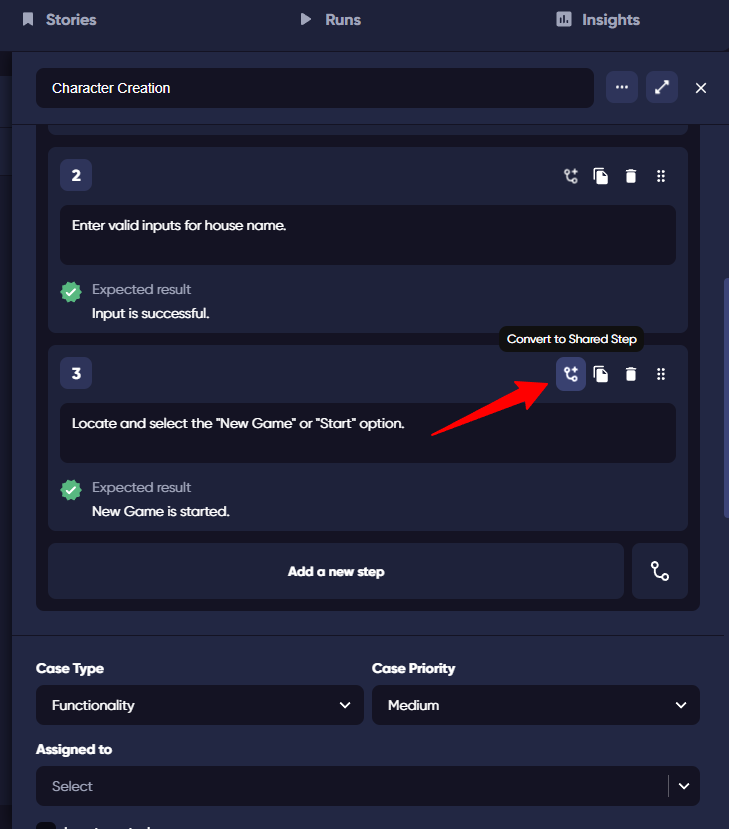 Stories
Runs
Insights
Character Creation
...
2
Enter valid inputs for house name.
Expected result
Input is successful.
Convert to Shared Step
3
Locate and select the "New Game" or "Start" option.
Expected result
New Game is started.
Add a new step
Case Type
Case Priority
Functionality
Medium
Assigned to
Select